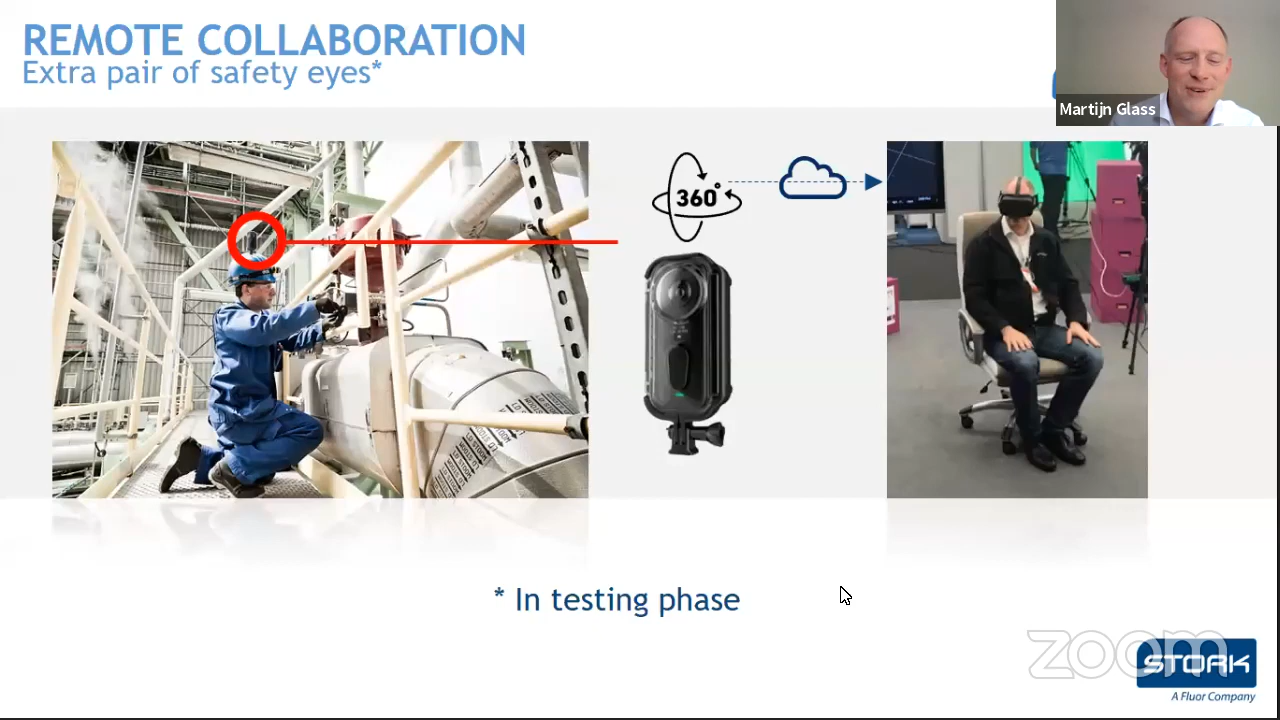 REMOTE COLLABORATION
Extra pair of safety eyes*
Martijn Glass
360°
* In testing phase
zoom
STORK
A Fluor Company